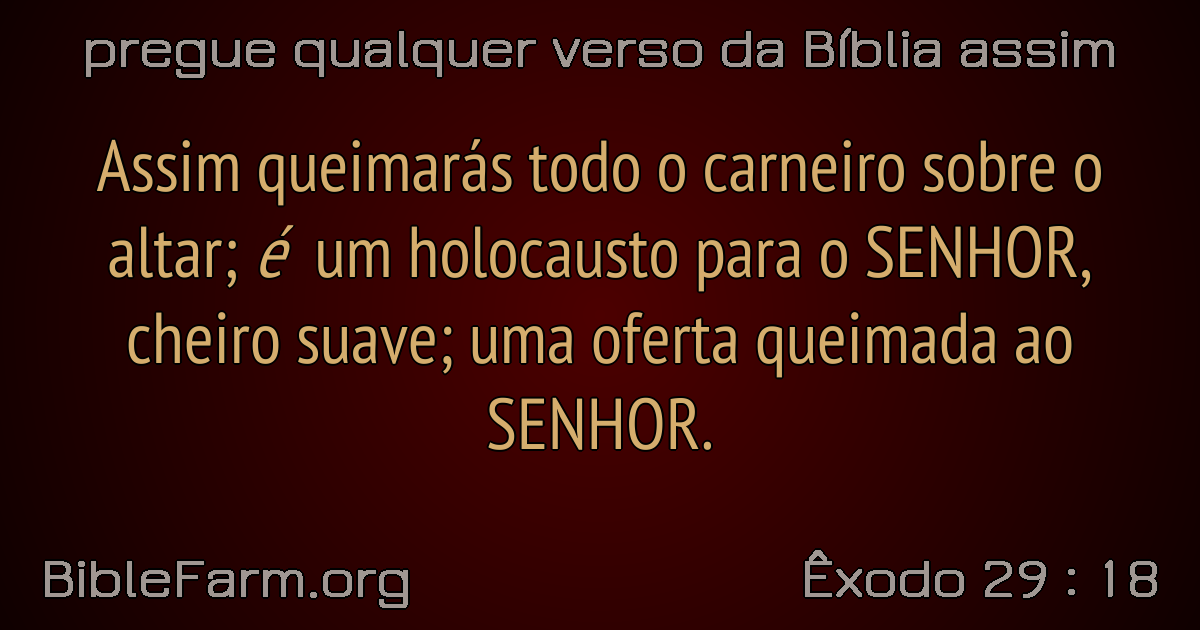 pregue qualquer verso da Bíblia assim
Assim queimarás todo o carneiro sobre o
altar; é um holocausto para o SENHOR,
cheiro suave; uma oferta queimada ao
SENHOR.
BibleFarm.org
Êxodo 29 : 18